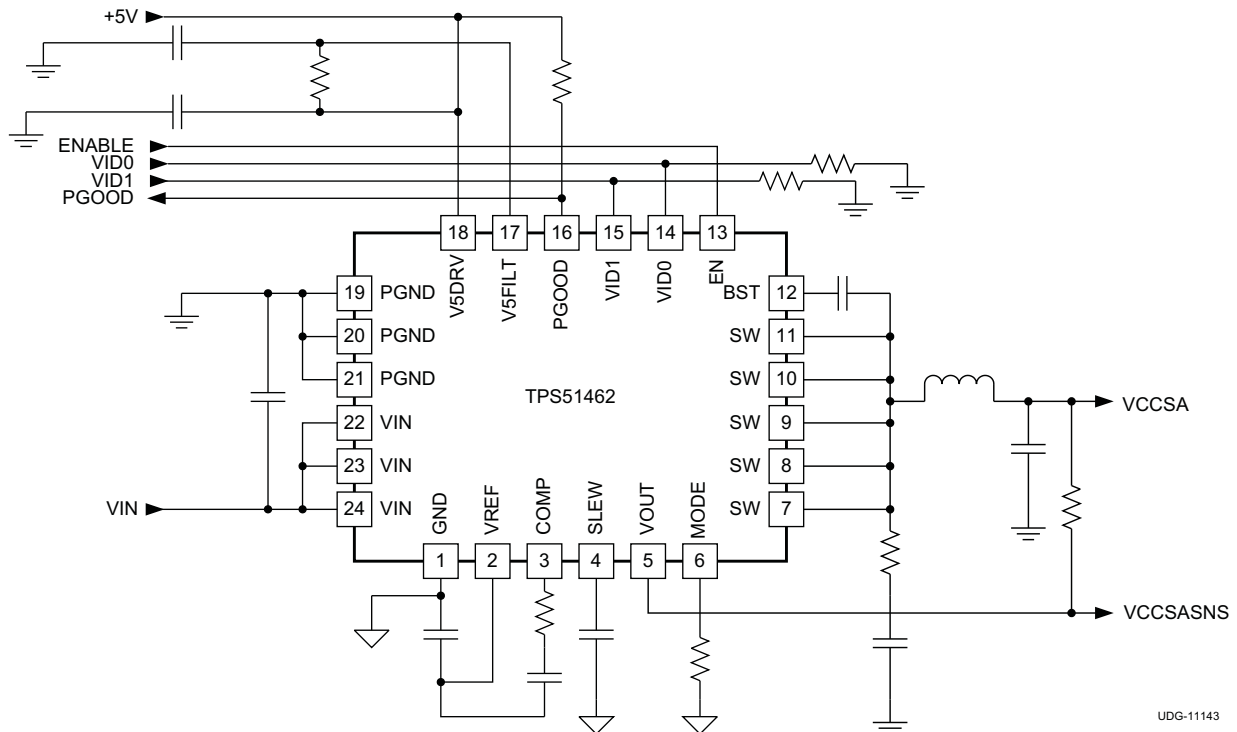 +5V
ENABLE
VID0
VID1
PGOOD
18
17
16
15
14
13
V5DRV
V5FILT
PGOOD
VID1
VID0
EN
19 PGND
20 PGND
21 PGND
22 VIN
23 VIN
VIN
24 VIN
TPS51462
BST 12
SW 11
SW 10
SW 9
SW 8
SW 7
VCCSA
GND
VREF
COMP
SLEW
VOUT
MODE
1
2
3
4
5
6
VCCSASNS
UDG-11143